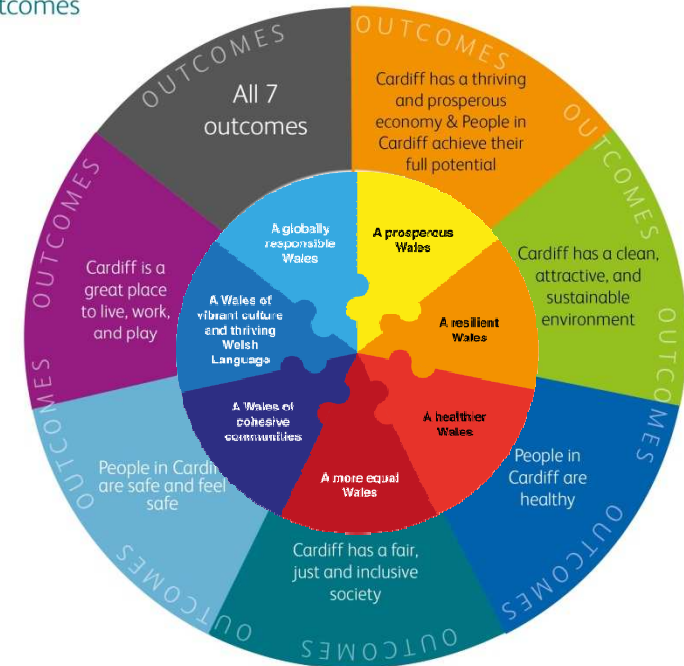 tcomes
OUTCOMES
All 7
outcomes
OUTCOMES
Cardiff has a thriving
and prosperous
economy & People in
Cardiff achieve their
full potential
OUTCOMES
Cardiff has a clean,
attractive, and
sustainable
environment
OUTCOMES
People in
Cardiff are
healthy
OUTCOMES
Cardiff has a fair,
just and inclusive
society
OUTCOMES
OUTCOMES
People in Cardiff
are safe and feel
safe
OUTCOMES
OUTCOMES
Cardiff is a
great place
to live, work,
and play
OUTCOMES
A globally
responsible
Wales
A prosperous
Wales
A resilient
Wales
A healthier
Wales
A more equal
Wales
A Wales of
cohesive
communities
A Wales of
vibrant culture
and thriving
Welsh
Language